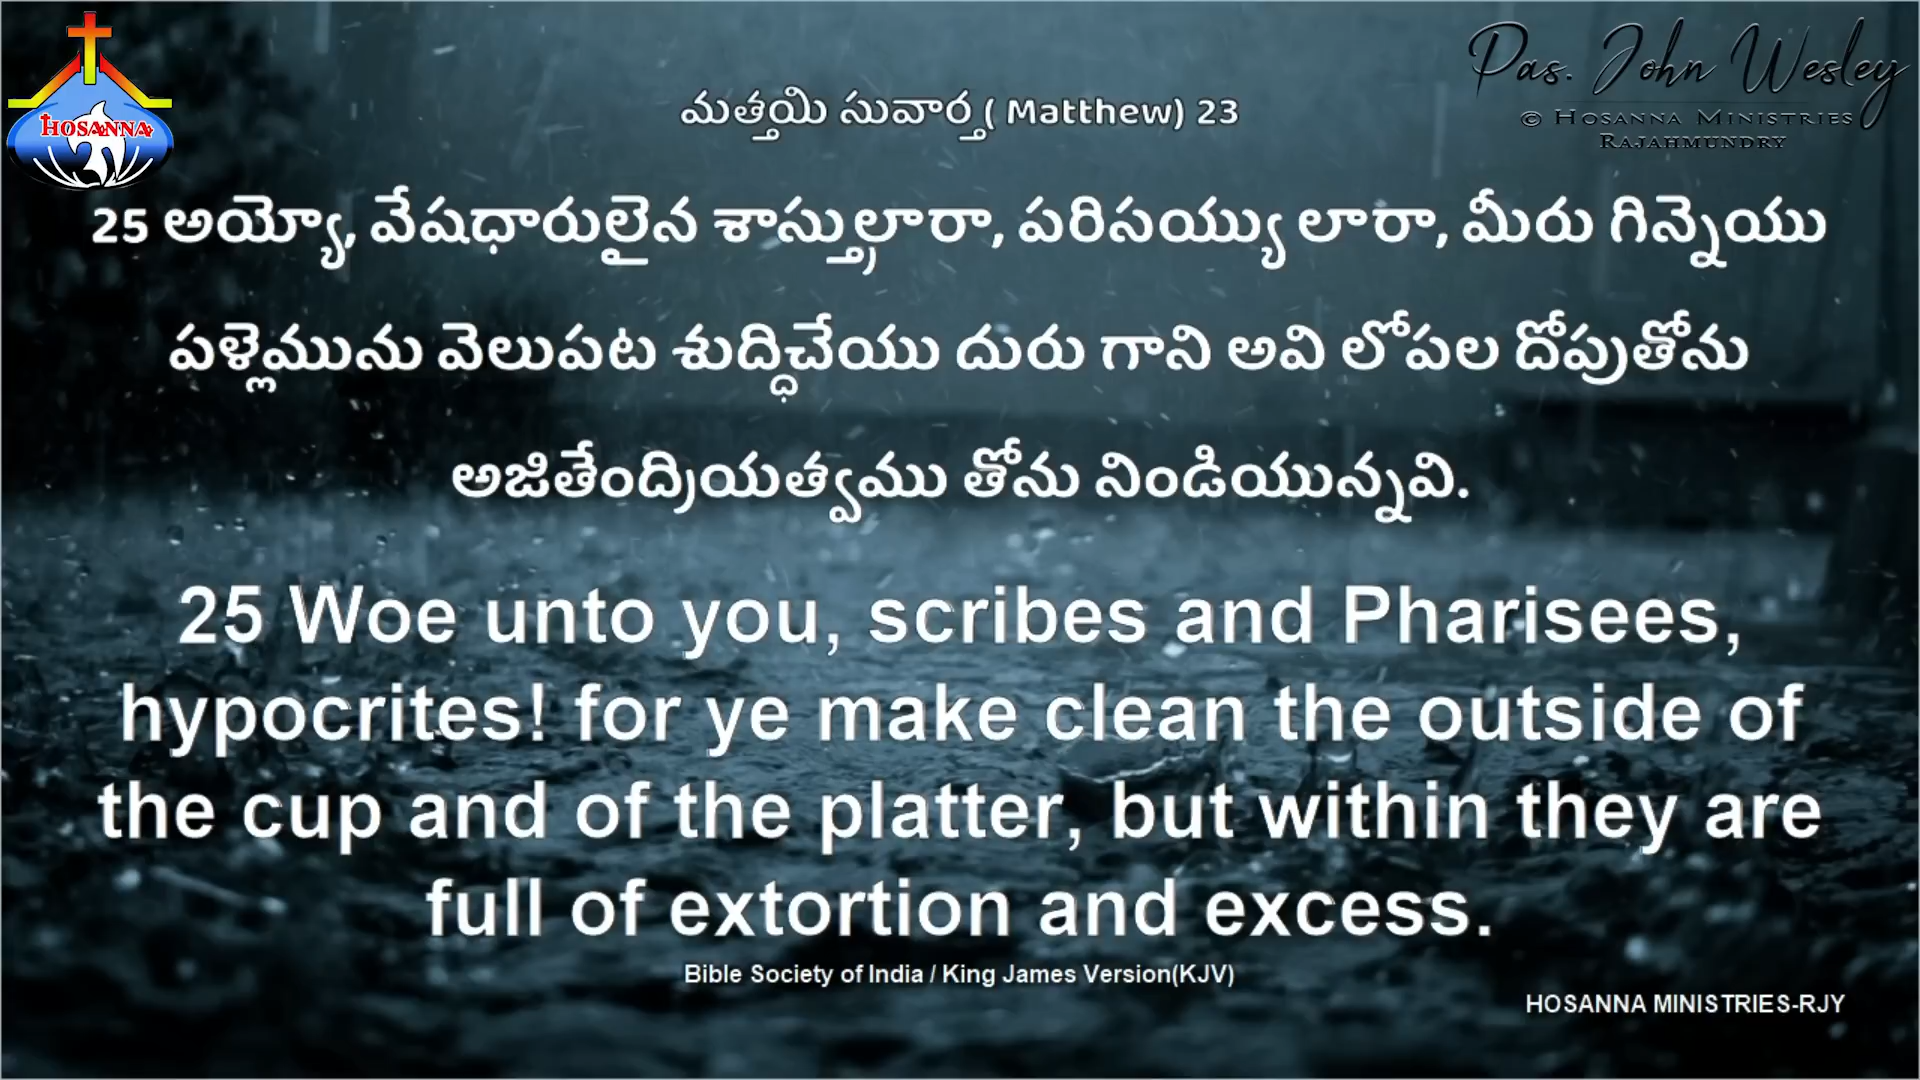 HOSANNA
Pas. John Wesley
© HOSANNA MINISTRIES
RAJAHMUNDRY
మత్తయి సువార్త ( Matthew) 23
25 అయ్యో, వేషధారులైన శాస్త్రులారా, పరిసయ్యు లారా, మీరు గిన్నెయు
పళ్లెమును వెలుపట శుద్ధిచేయు దురు గాని అవి లోపల దోపుతోను
అజితేంద్రియత్వము తోను నిండియున్నవి.
25 Woe unto you, scribes and Pharisees,
hypocrites! for ye make clean the outside of
the cup and of the platter, but within they are
full of extortion and excess.
Bible Society of India / King James Version(KJV)
HOSANNA MINISTRIES-RJY